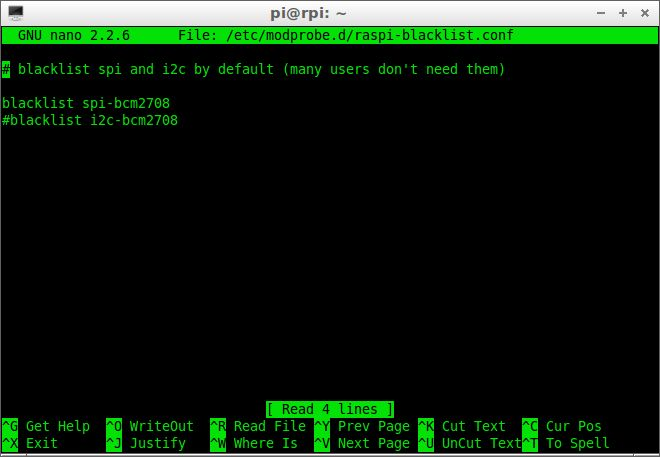 pi@rpi: ~
GNU nano 2.2.6 File: /etc/modprobe.d/raspi-blacklist.conf
# blacklist spi and i2c by default (many users don't need them)
blacklist spi-bcm2708
#blacklist i2c-bcm2708
[ Read 4 lines ]
^G Get Help ^O WriteOut ^R Read File ^Y Prev Page ^K Cut Text ^C Cur Pos
^X Exit ^J Justify ^W Where Is ^V Next Page ^U UnCut Text^T To Spell